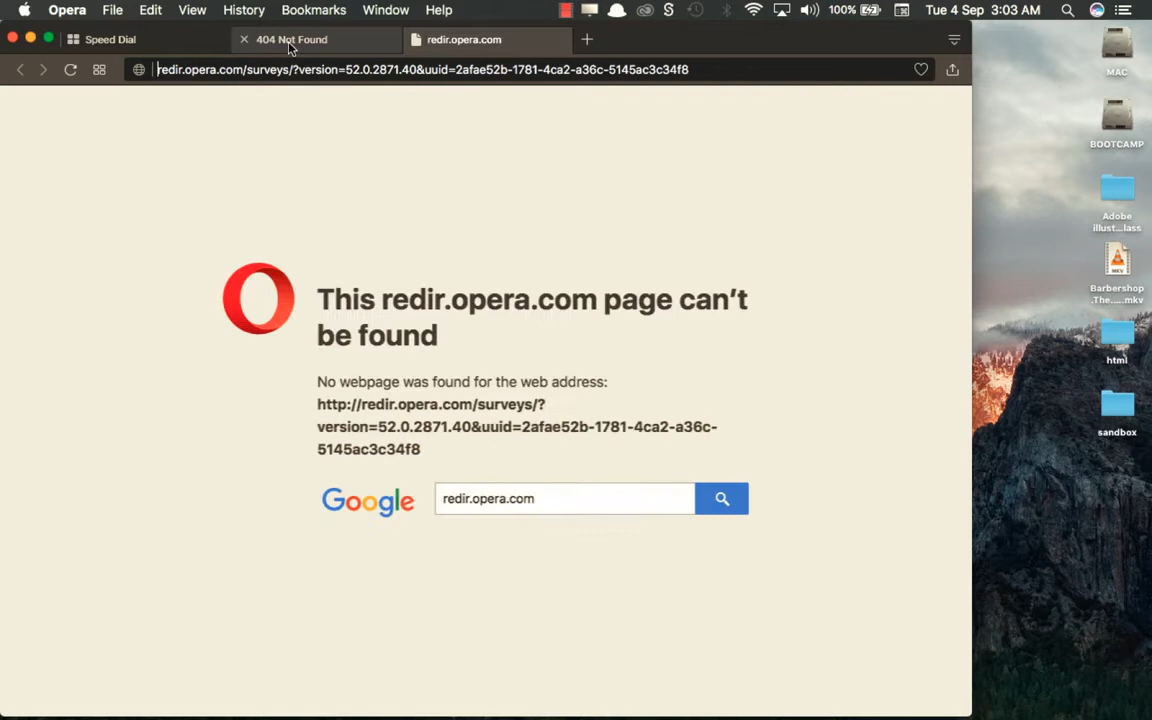 Opera File Edit View History Bookmarks Window Help 100% Tue 4 Sep 3:03 AM
Speed Dial 404 Not Found redir.opera.com
redir.opera.com/surveys/?version=52.0.2871.40&uuid=2afae52b-1781-4ca2-a36c-5145ac3c34f8
This redir.opera.com page can’t
be found
No webpage was found for the web address:
http://redir.opera.com/surveys/?
version=52.0.2871.40&uuid=2afae52b-1781-4ca2-a36c-
5145ac3c34f8
Google redir.opera.com
MAC
BOOTCAMP
Adobe
illust...lass
MKV
Barbershop
.The.....mkv
html
sandbox